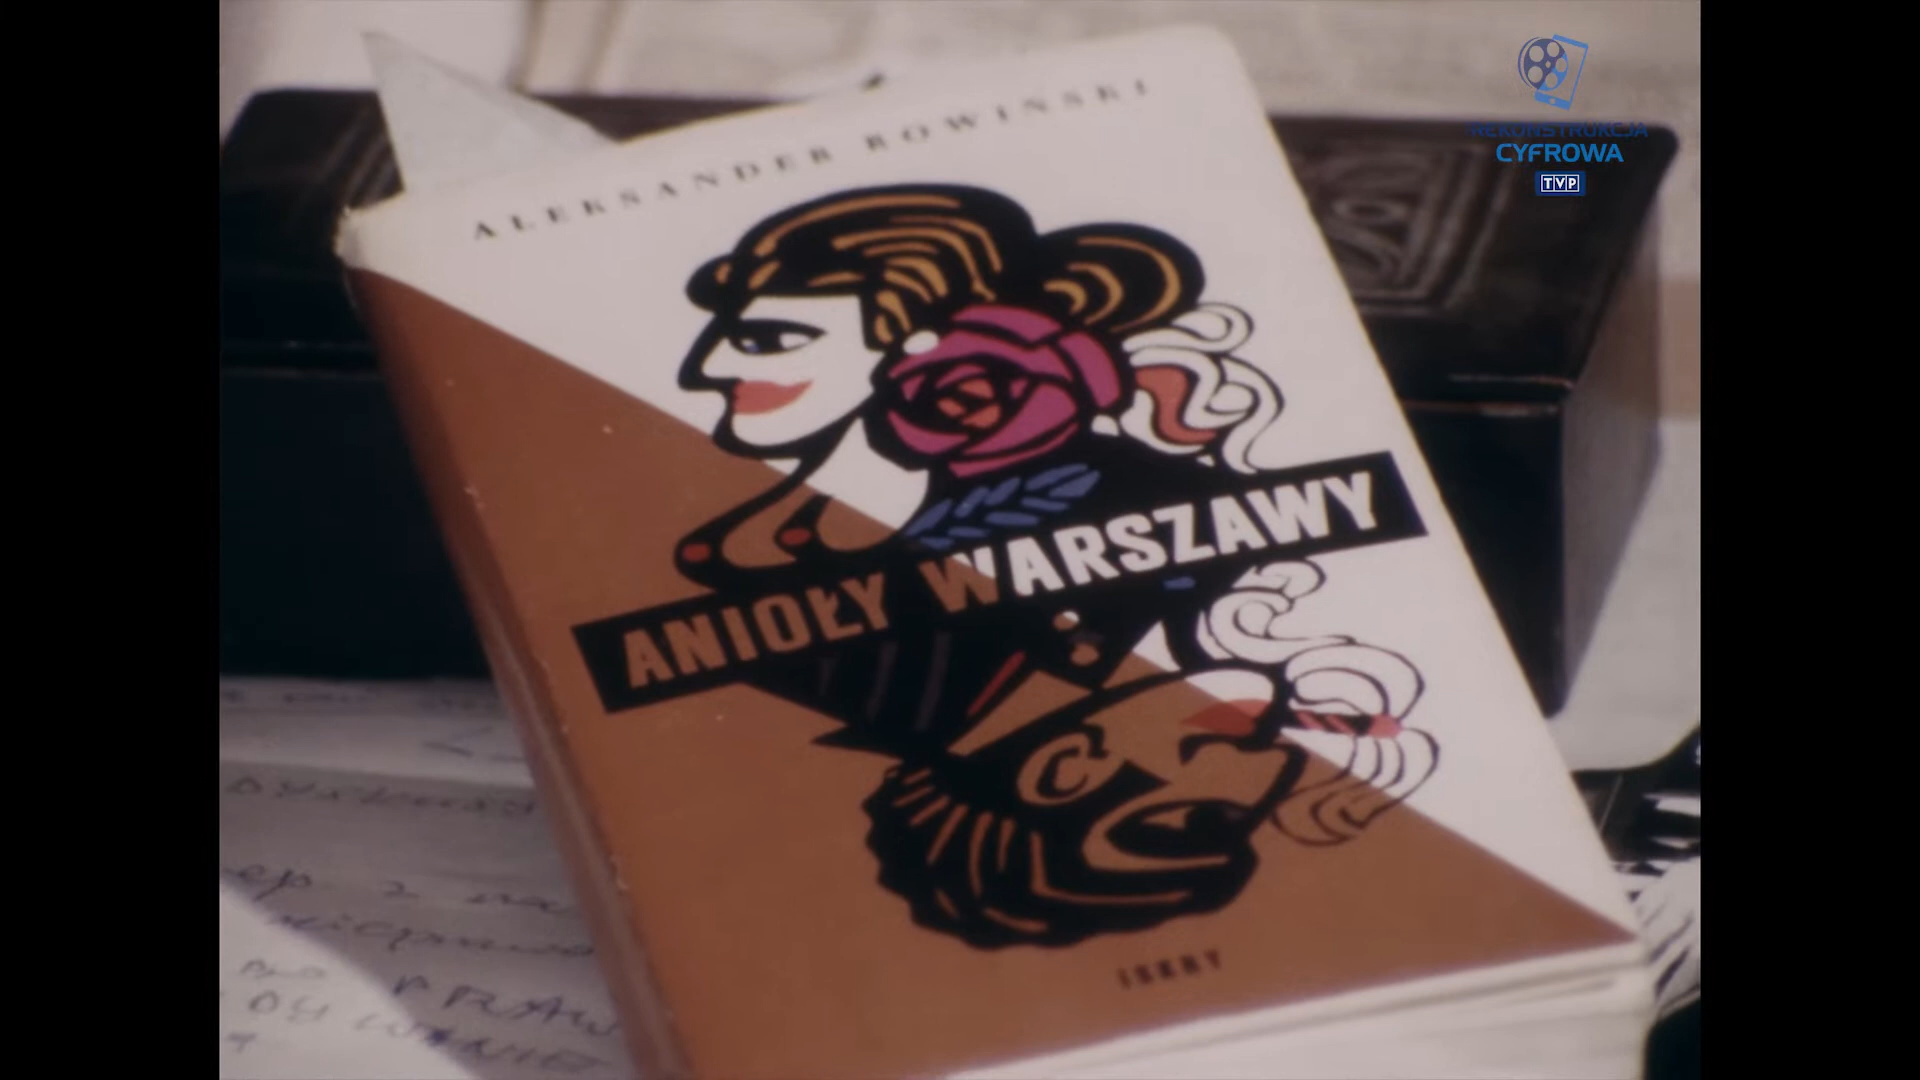 ALEKSANDER ROWIŃSKI
REKONSTRUKCJA
CYFROWA
TVP
ANIOŁY WARSZAWY
ISKRY